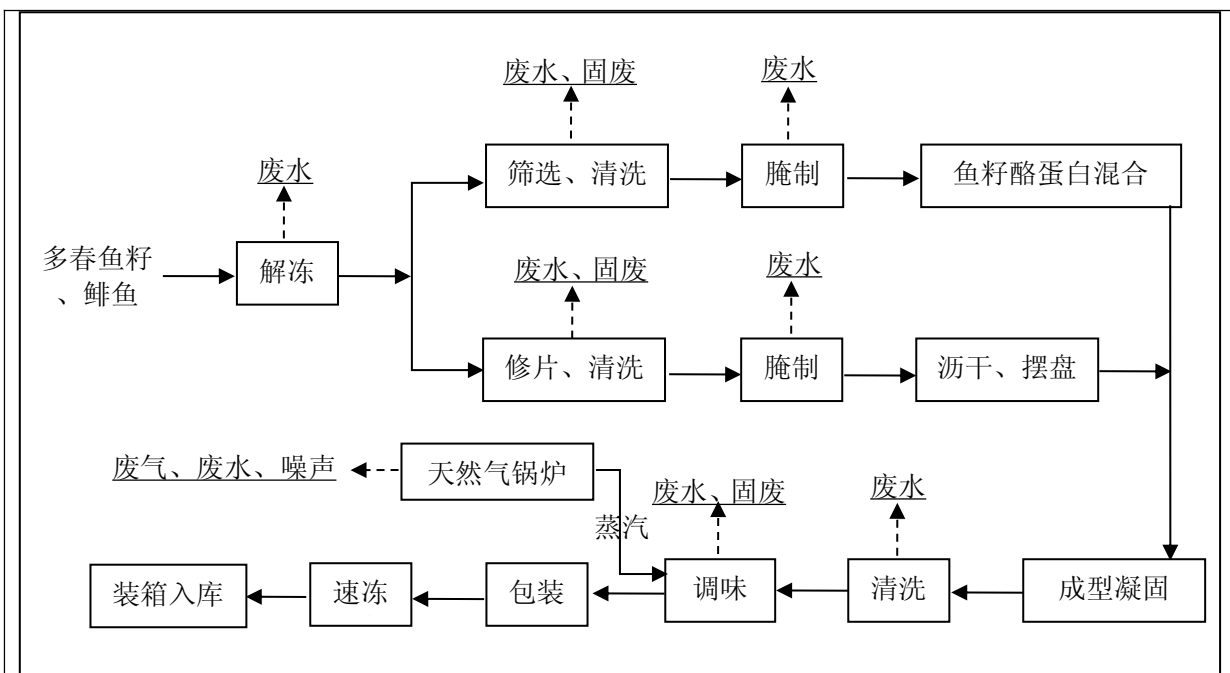 废水、固废
废水
废水
筛选、清洗
腌制
鱼籽酪蛋白混合
多春鱼籽
、鲱鱼
解冻
废水、固废
废水
修片、清洗
腌制
沥干、摆盘
废气、废水、噪声
天然气锅炉
废水、固废
废水
蒸汽
装箱入库
速冻
包装
调味
清洗
成型凝固